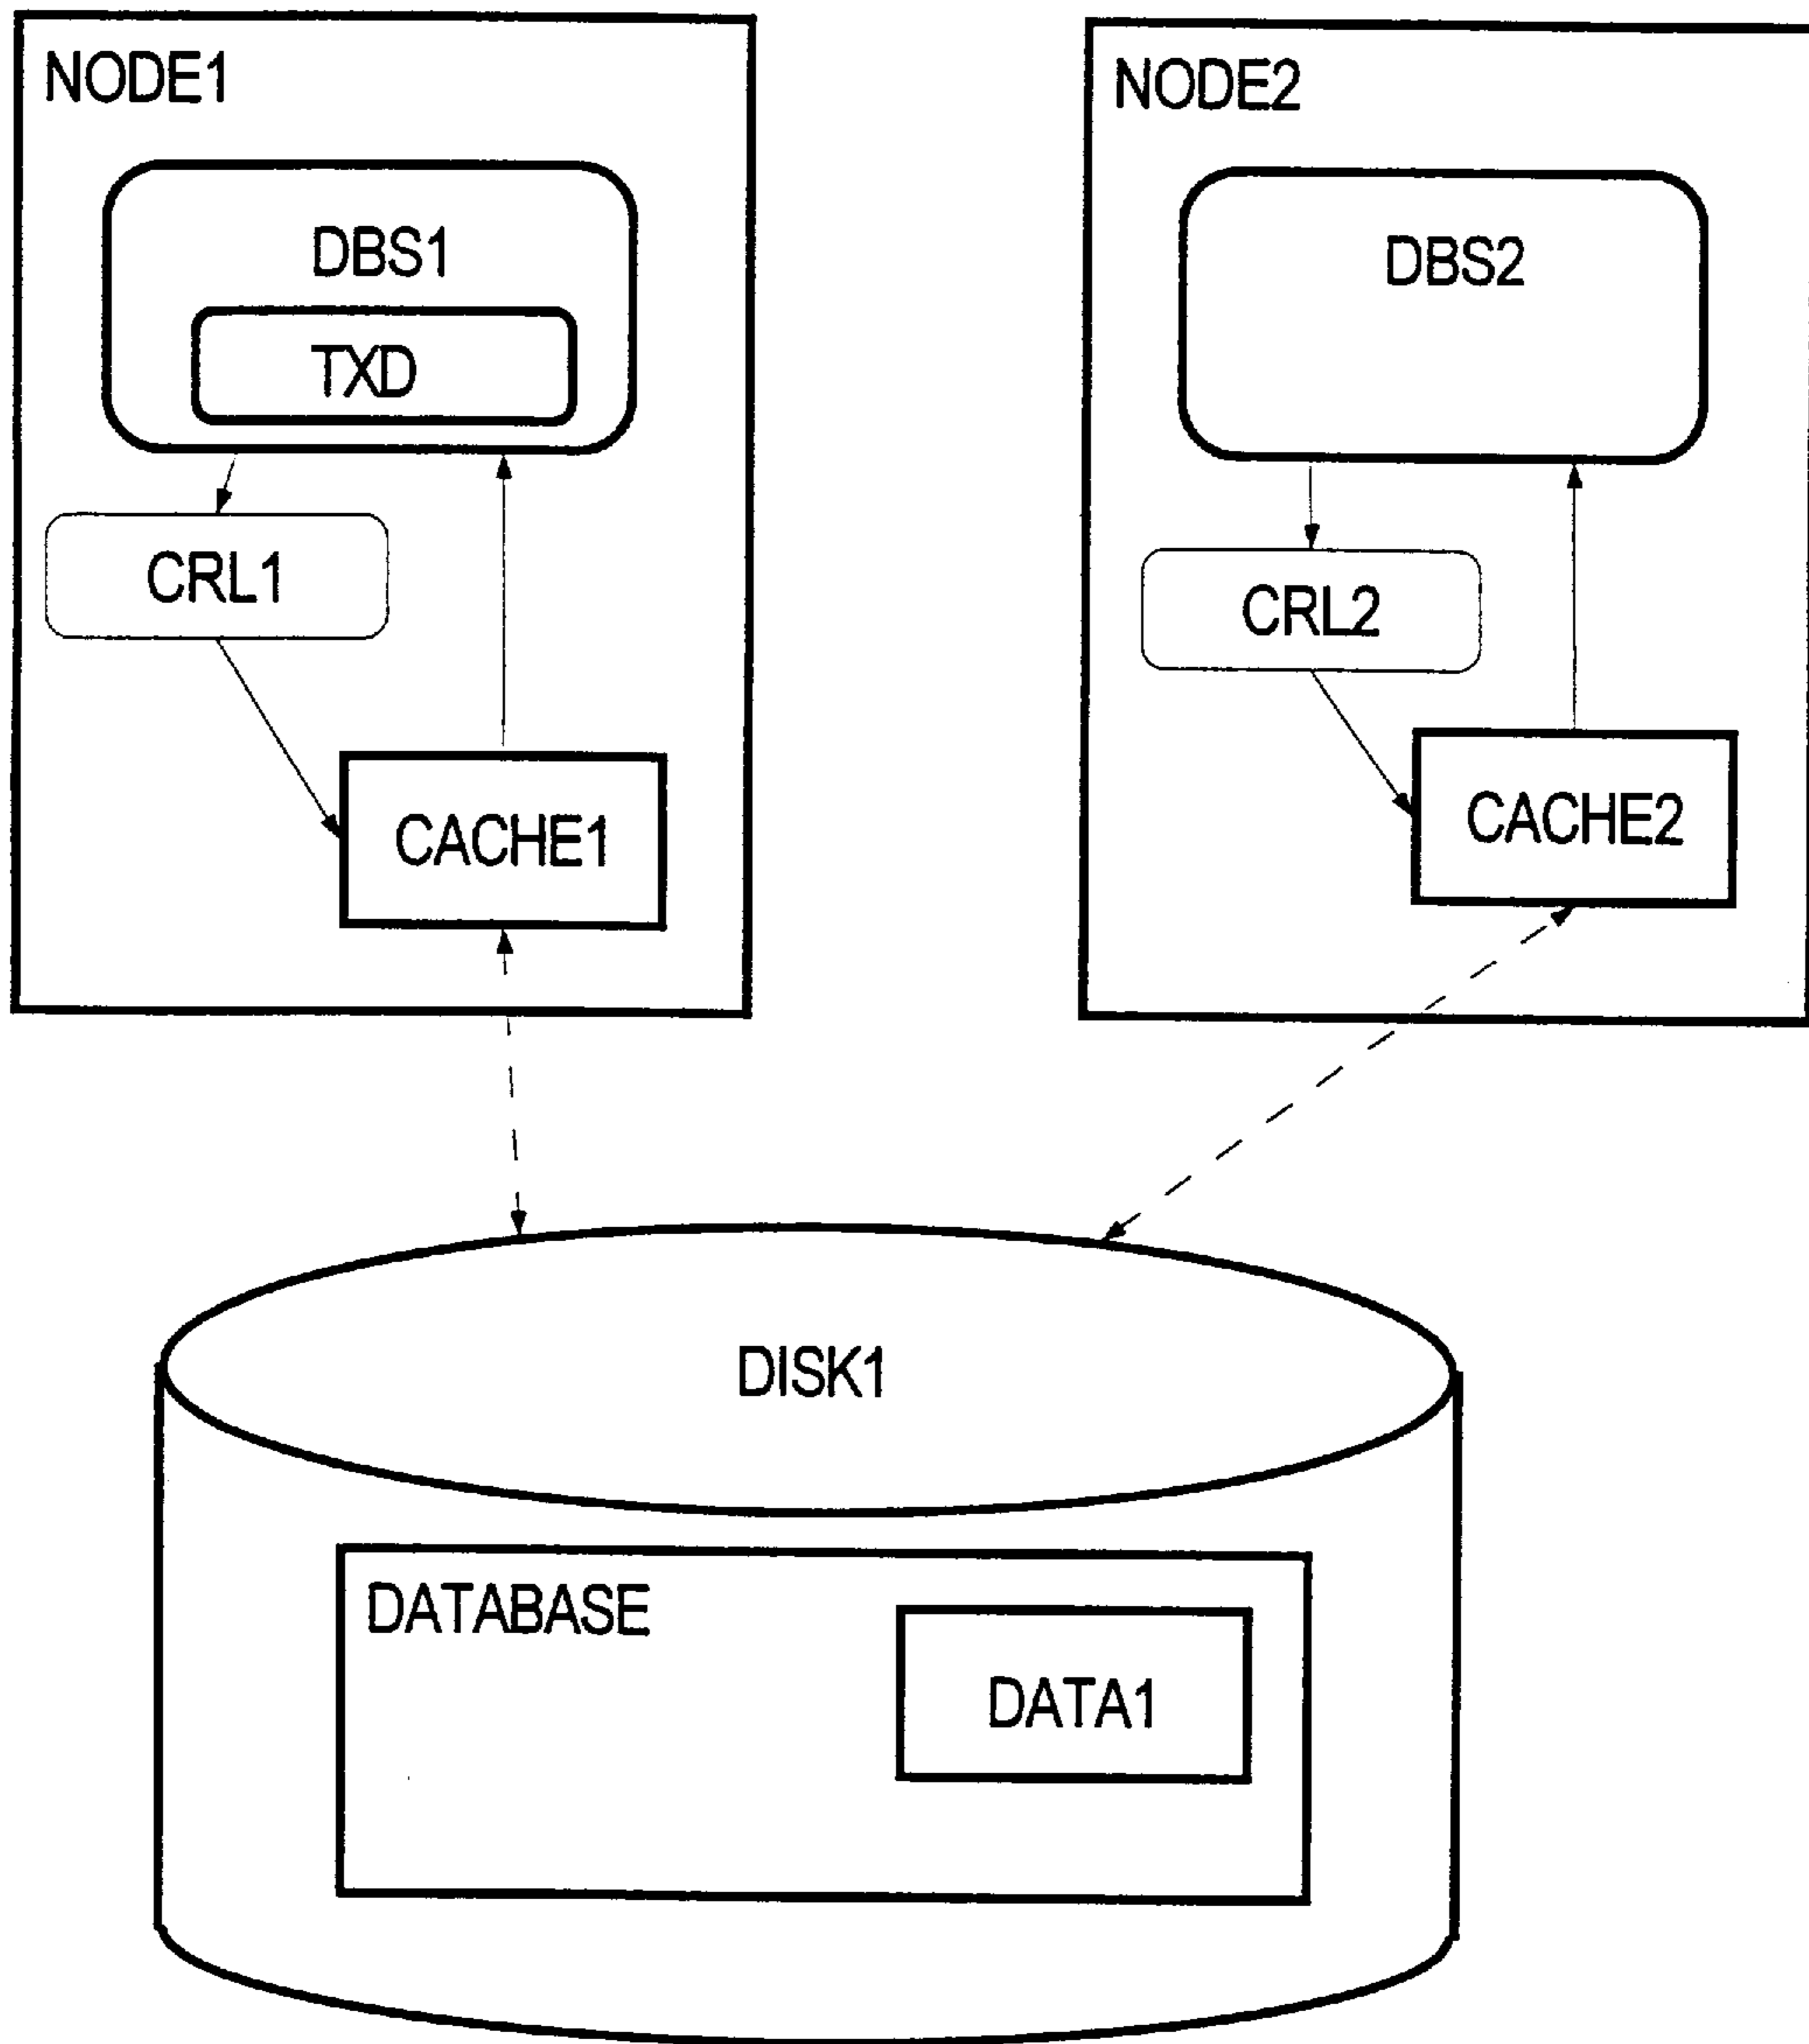 NODE1
DBS1
TXD
CRL1
CACHE1
NODE2
DBS2
CRL2
CACHE2
DISK1
DATABASE
DATA1